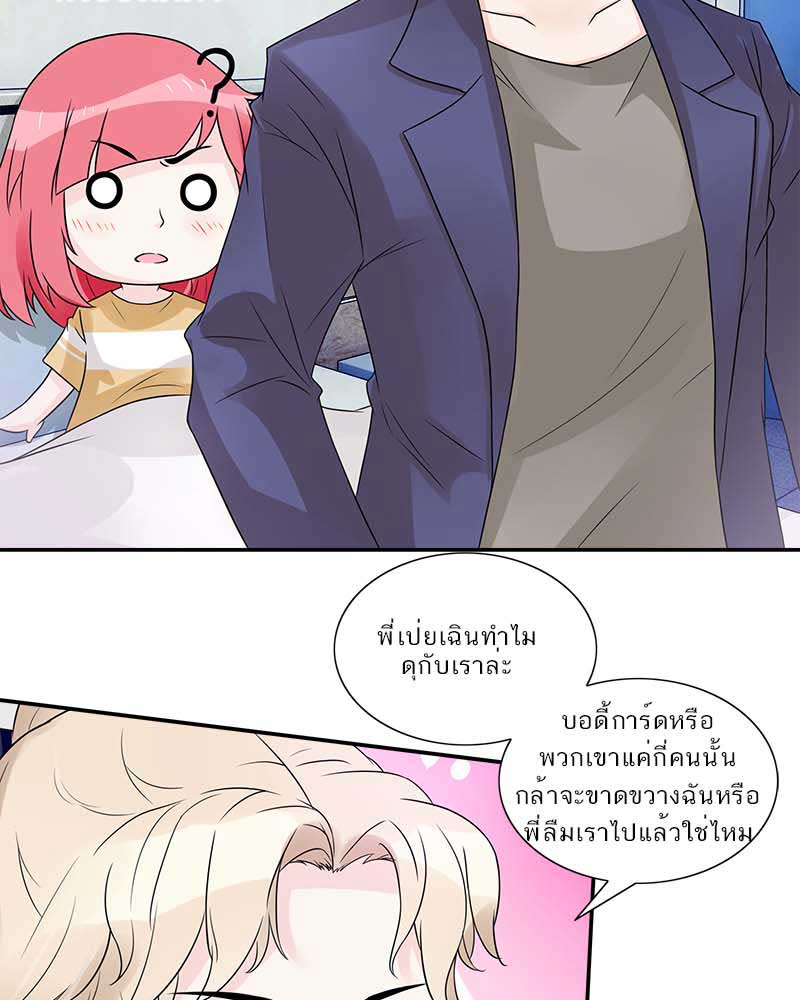 ?
พี่เป่ยเฉินทำไม
ดุกับเราล่ะ
บอดี้การ์ดหรือ
พวกเขาแค่กี่คนนั้น
กล้าจะขาดขวางฉันหรือ
พี่ลืมเราไปแล้วใช่ไหม